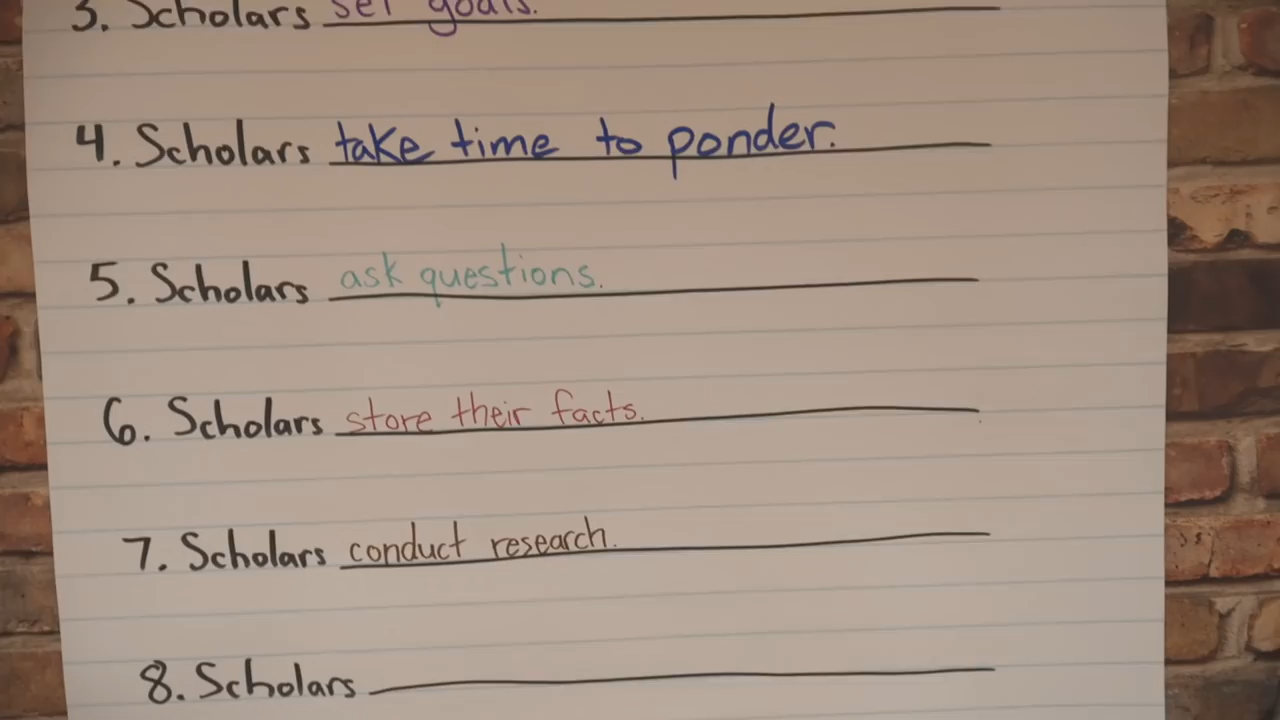 3. Scholars set goals.
4. Scholars take time to ponder.
5. Scholars ask questions.
6. Scholars store their facts.
7. Scholars conduct research.
8. Scholars